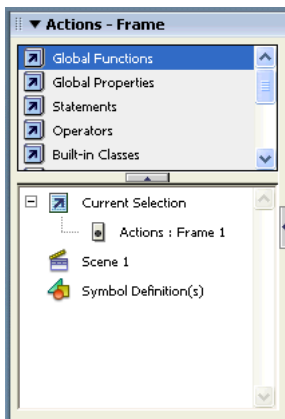 Actions - Frame
Global Functions
Global Properties
Statements
Operators
Built-in Classes
Current Selection
Actions : Frame 1
Scene 1
Symbol Definition(s)